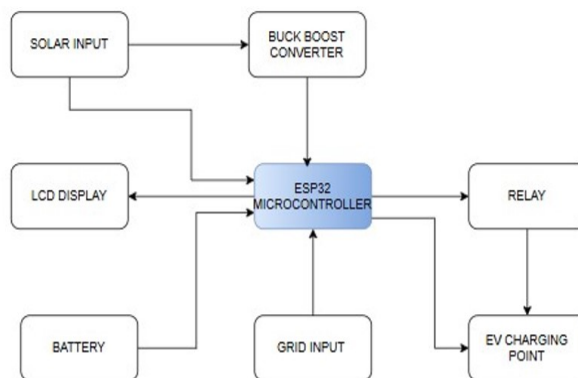 SOLAR INPUT
BUCK BOOST
CONVERTER
LCD DISPLAY
ESP32
MICROCONTROLLER
RELAY
BATTERY
GRID INPUT
EV CHARGING
POINT